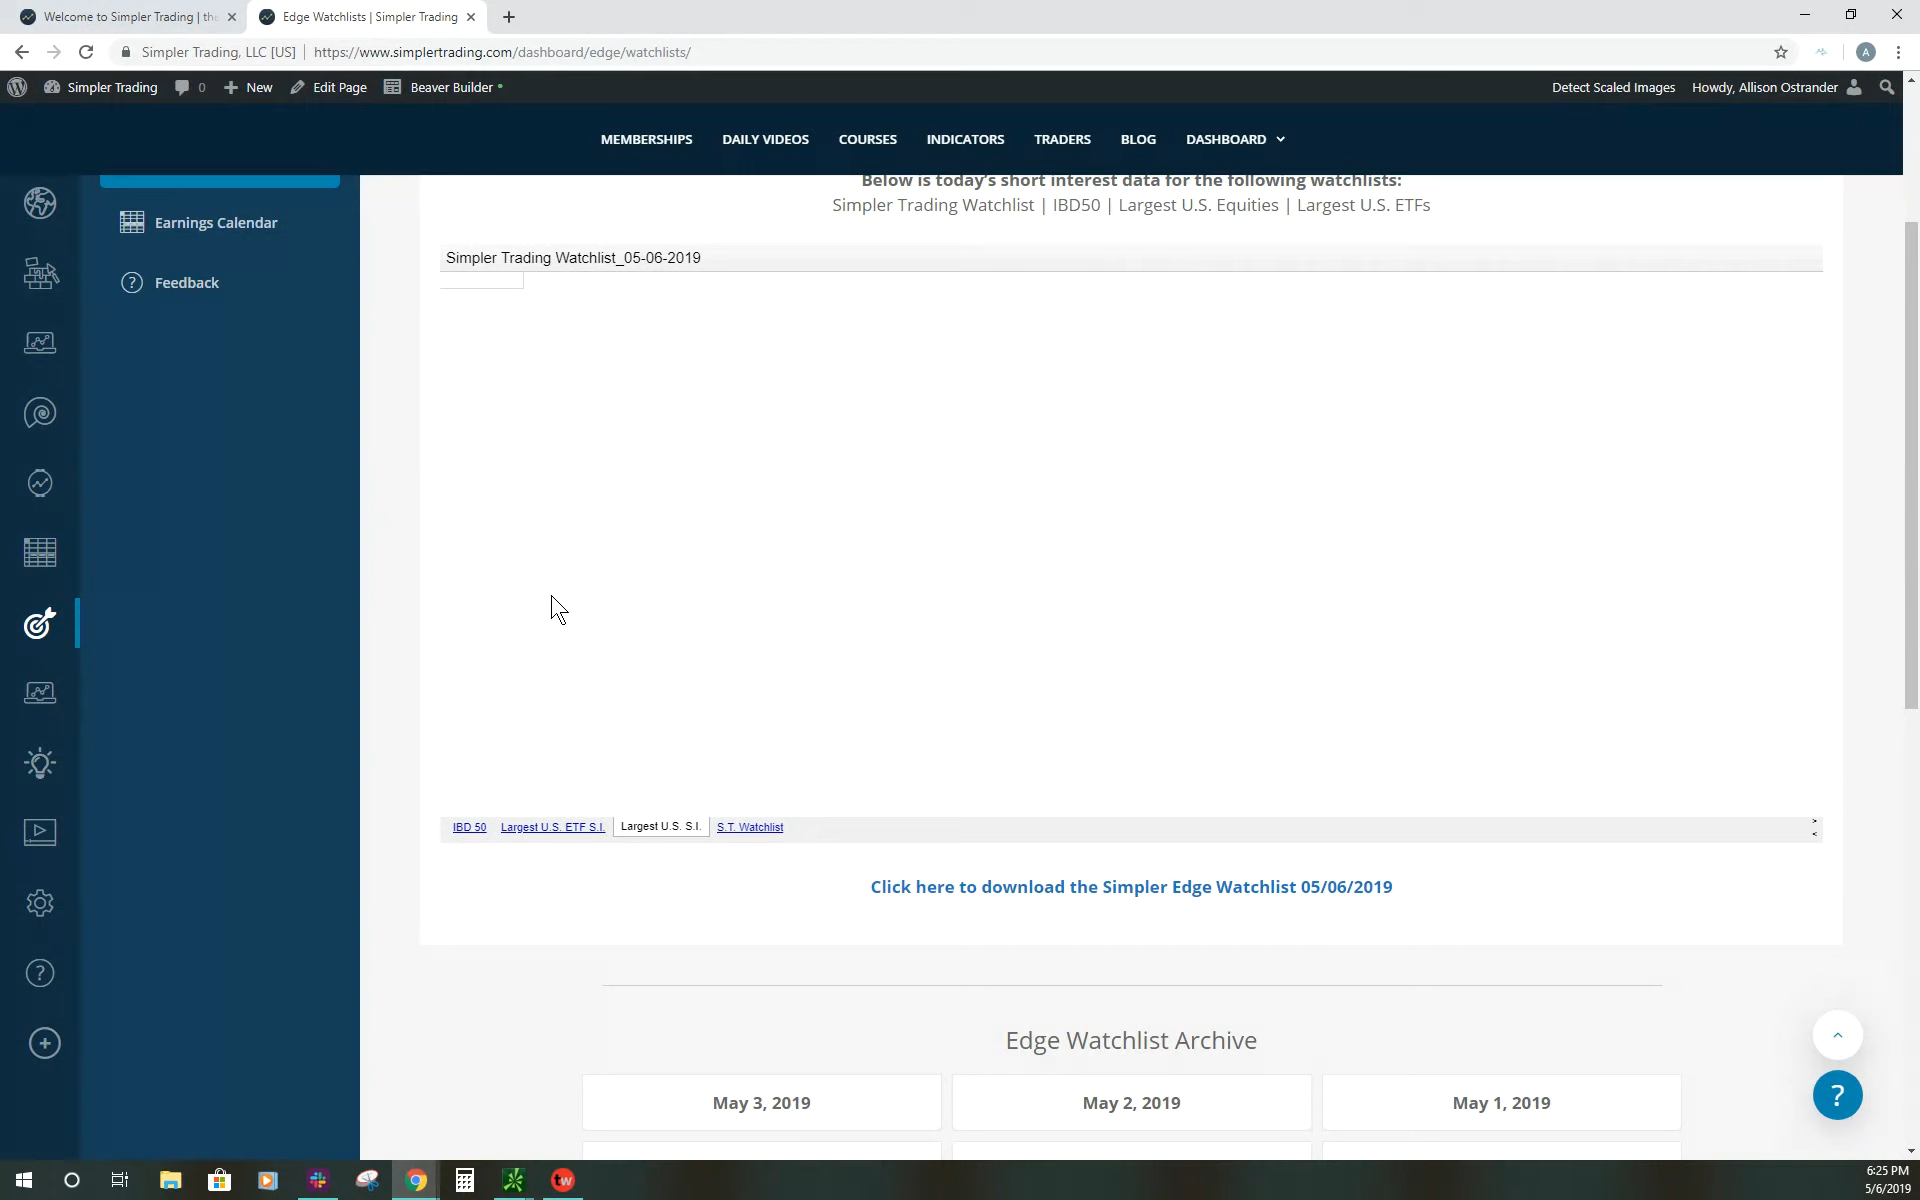 Welcome to Simpler Trading | the
Edge Watchlists | Simpler Trading
Simpler Trading, LLC [US] | https://www.simplertrading.com/dashboard/edge/watchlists/
A
Simpler Trading 0 New Edit Page Beaver Builder
Detect Scaled Images Howdy, Allison Ostrander
MEMBERSHIPS DAILY VIDEOS COURSES INDICATORS TRADERS BLOG DASHBOARD
Below is today's short interest data for the following watchlists:
Simpler Trading Watchlist | IBD50 | Largest U.S. Equities | Largest U.S. ETFs
Earnings Calendar
Feedback
Simpler Trading Watchlist_05-06-2019
IBD 50 Largest U.S. ETF S.I. Largest U.S. S.I. S.T. Watchlist
Click here to download the Simpler Edge Watchlist 05/06/2019
Edge Watchlist Archive
May 3, 2019 May 2, 2019 May 1, 2019
?
tw
6:25 PM
5/6/2019